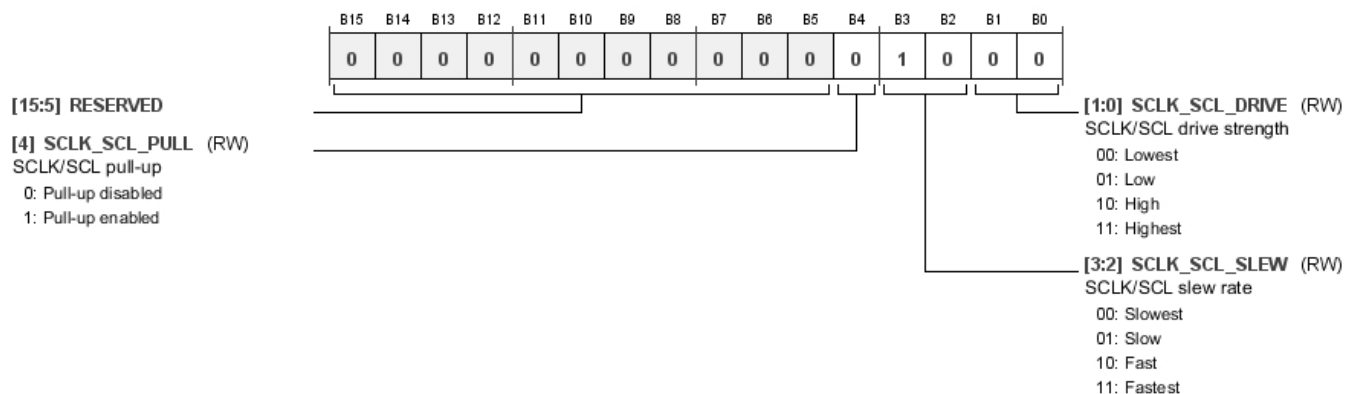 B15 B14 B13 B12 B11 B10 B9 B8 B7 B6 B5 B4 B3 B2 B1 B0
0 0 0 0 0 0 0 0 0 0 0 0 1 0 0 0
[15:5] RESERVED
[4] SCLK_SCL_PULL (RW)
SCLK/SCL pull-up
0: Pull-up disabled
1: Pull-up enabled
[1:0] SCLK_SCL_DRIVE (RW)
SCLK/SCL drive strength
00: Lowest
01: Low
10: High
11: Highest
[3:2] SCLK_SCL_SLEW (RW)
SCLK/SCL slew rate
00: Slowest
01: Slow
10: Fast
11: Fastest